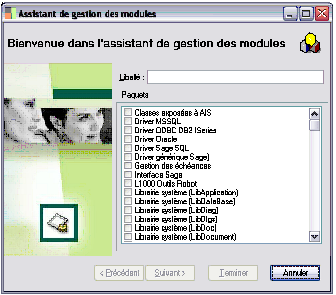 Assistant de gestion des modules
Bienvenue dans l'assistant de gestion des modules
Libellé :
Paquets
Classes exposées à AIS
Driver MSSQL
Driver ODBC DB2 ISeries
Driver Oracle
Driver Sage SQL
Driver générique Sage)
Gestion des échéances
Interface Sage
L1000 Outils Robot
Librairie système (LibApplication)
Librairie système (LibDataBase)
Librairie système (LibDialg)
Librairie système (LibDlgs)
Librairie système (LibDoc)
Librairie système (LibDocument)
< Précédent Suivant > Terminer Annuler